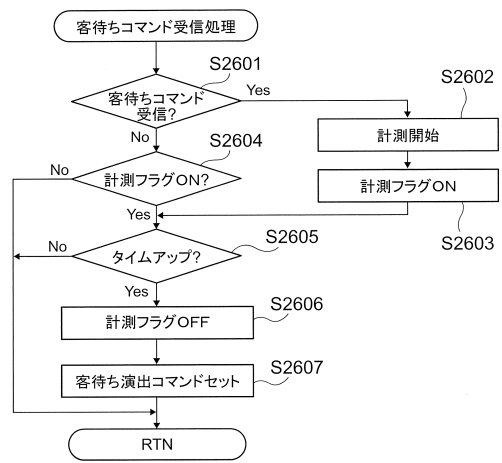 客待ちコマンド受信処理
S2601
客待ちコマンド
受信?
Yes
S2602
No
計測開始
S2604
No
計測フラグON?
計測フラグON
Yes
S2603
S2605
No
タイムアップ?
Yes
S2606
計測フラグOFF
S2607
客待ち演出コマンドセット
RTN